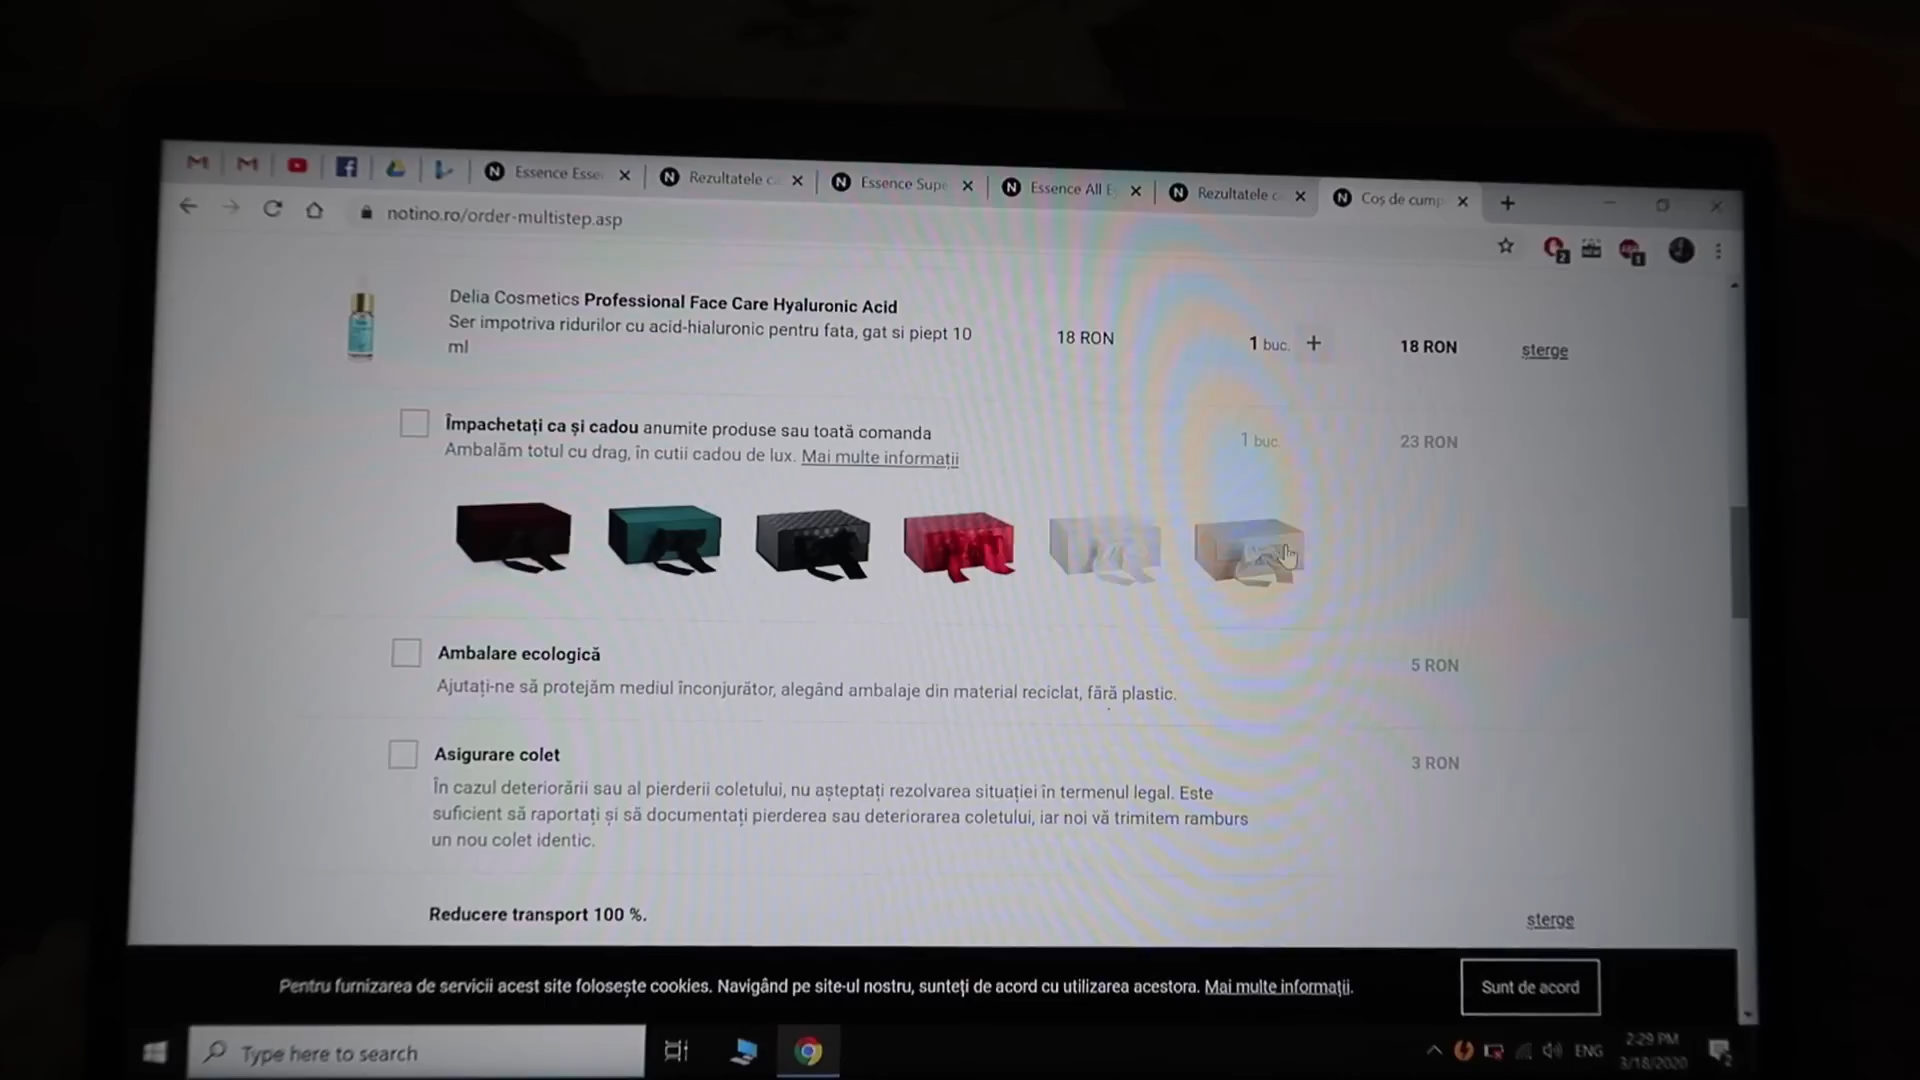 Essence Esse
Rezultatele c
Essence Supe
Essence All E
Rezultatele c
Coș de cump
notino.ro/order-multistep.asp
Delia Cosmetics Professional Face Care Hyaluronic Acid
Ser impotriva ridurilor cu acid-hialuronic pentru fata, gat si piept 10
ml
18 RON
1 buc. +
18 RON
sterge
Împachetați ca și cadou anumite produse sau toată comanda
Ambalăm totul cu drag, în cutii cadou de lux. Mai multe informații
1 buc.
23 RON
Ambalare ecologică
5 RON
Ajutați-ne să protejăm mediul înconjurător, alegând ambalaje din material reciclat, fără plastic.
Asigurare colet
3 RON
În cazul deteriorării sau al pierderii coletului, nu așteptați rezolvarea situației în termenul legal. Este
suficient să raportați și să documentați pierderea sau deteriorarea coletului, iar noi vă trimitem ramburs
un nou colet identic.
Reducere transport 100 %.
sterge
Pentru furnizarea de servicii acest site folosește cookies. Navigând pe site-ul nostru, sunteți de acord cu utilizarea acestora. Mai multe informații.
Sunt de acord
Type here to search
ENG
2:29 PM
3/18/2020